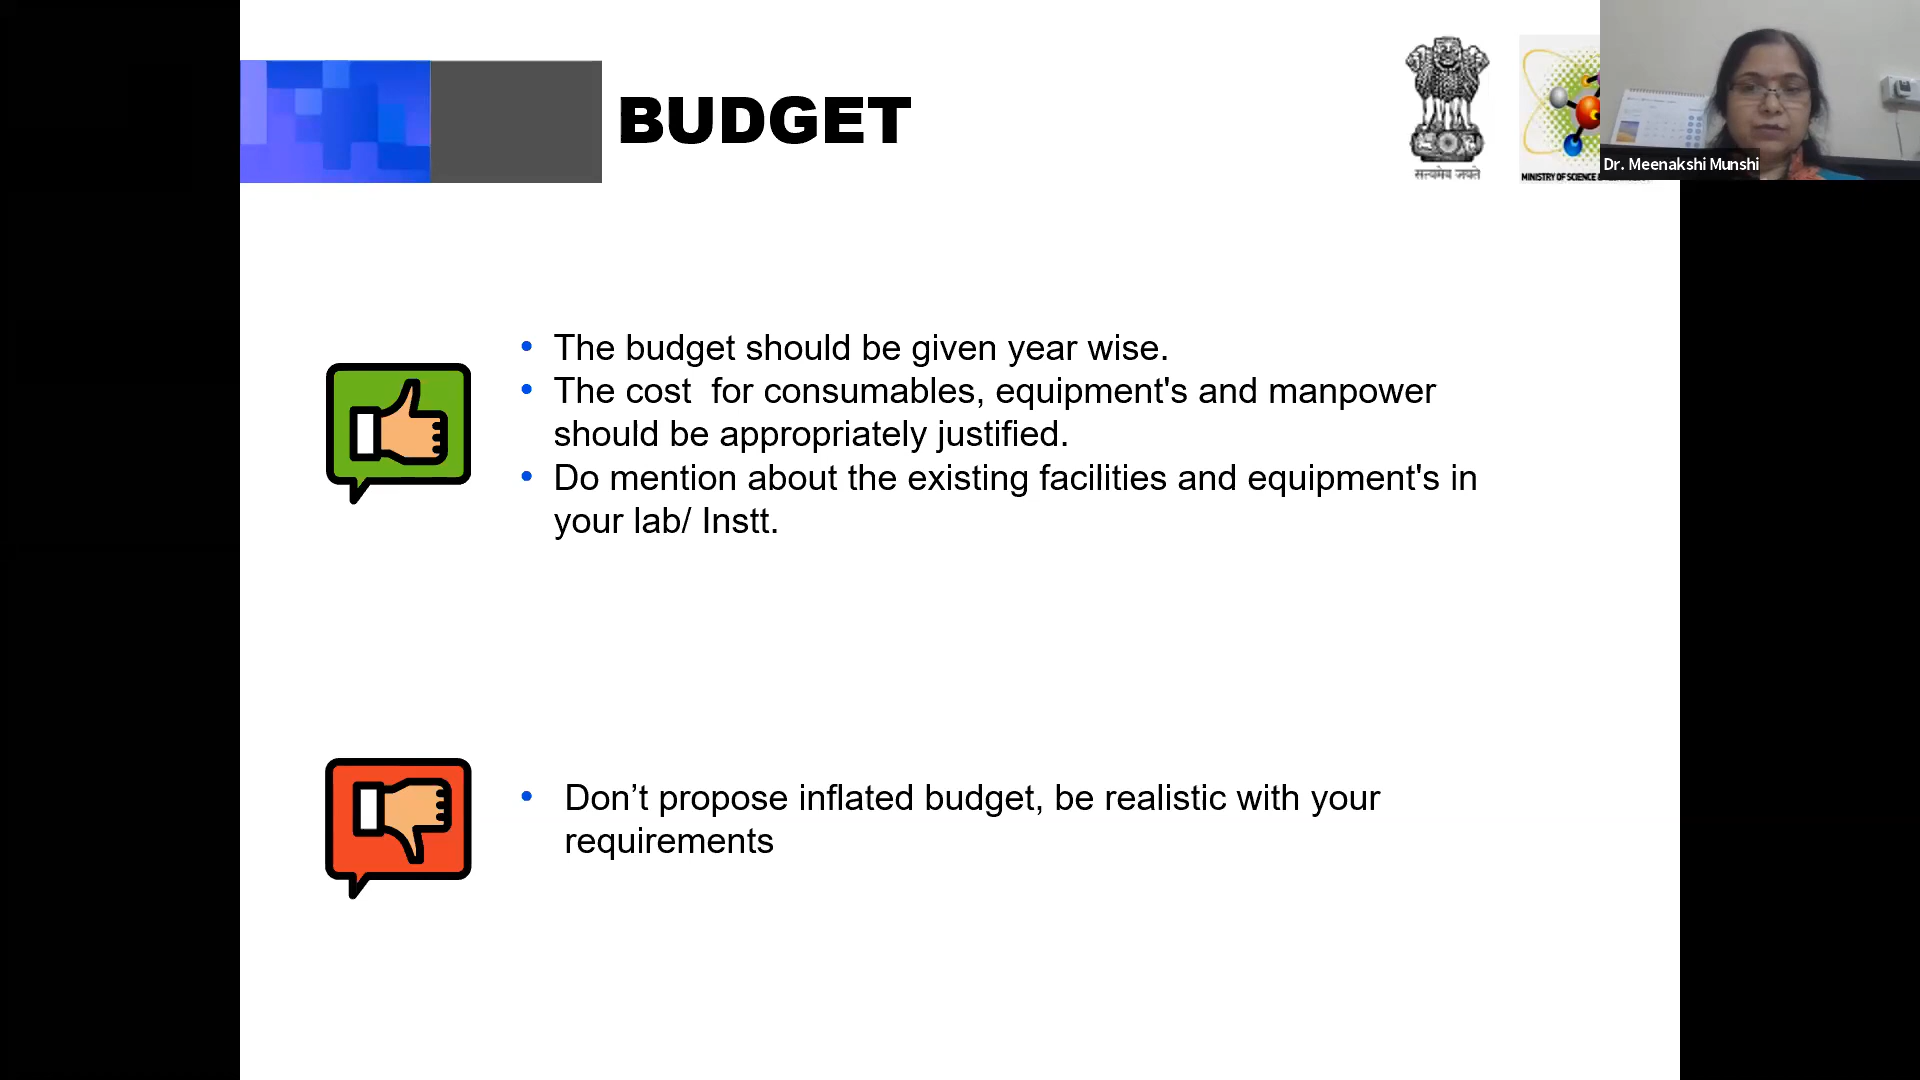 BUDGET
सत्यमेव जयते
MINISTRY OF SCIENCE
Dr. Meenakshi Munshi
• The budget should be given year wise.
• The cost  for consumables, equipment's and manpower
should be appropriately justified.
• Do mention about the existing facilities and equipment's in
your lab/ Instt.
• Don’t propose inflated budget, be realistic with your
requirements